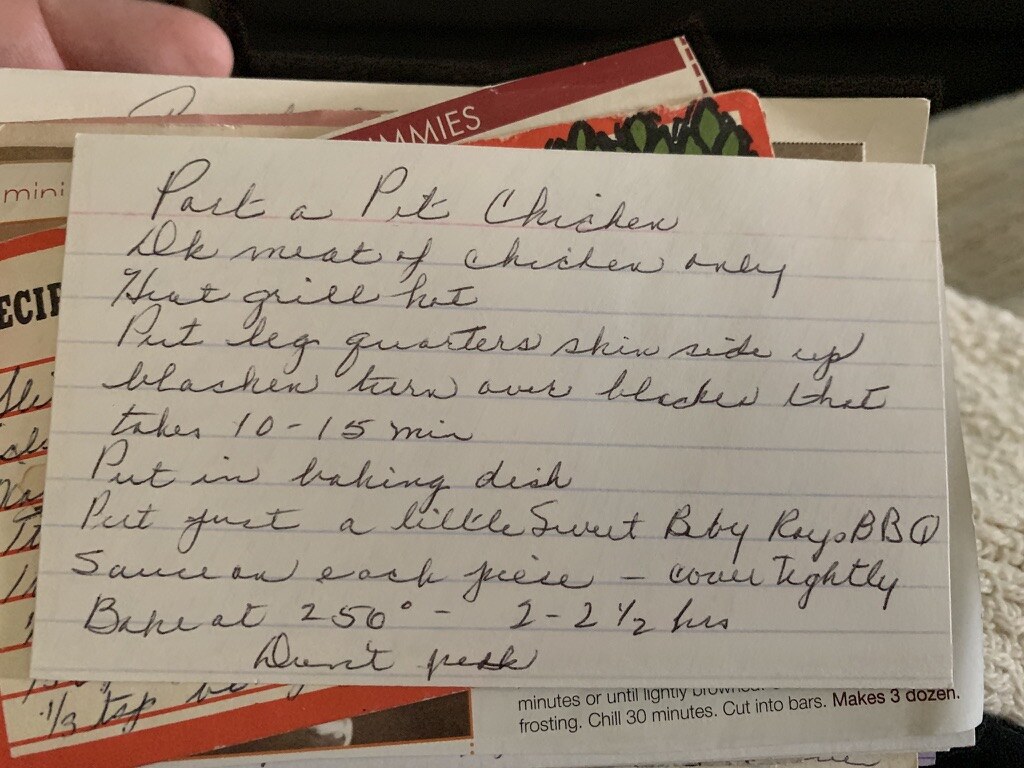 IMMIES
mini
ECIP
Port a Pit Chicken
Dk meat of chicken only
Heat grill hot
Put leg quarters skin side up
blacken turn over blacken that
takes 10-15 min
Put in baking dish
Put just a little Sweet Baby Rays BBQ
Sauce on each piece - cover Tightly
Bake at 250° - 2-2 1/2 hrs
Don't peek
1/3 tsp
minutes or until lightly browned.
frosting. Chill 30 minutes. Cut into bars. Makes 3 dozen.